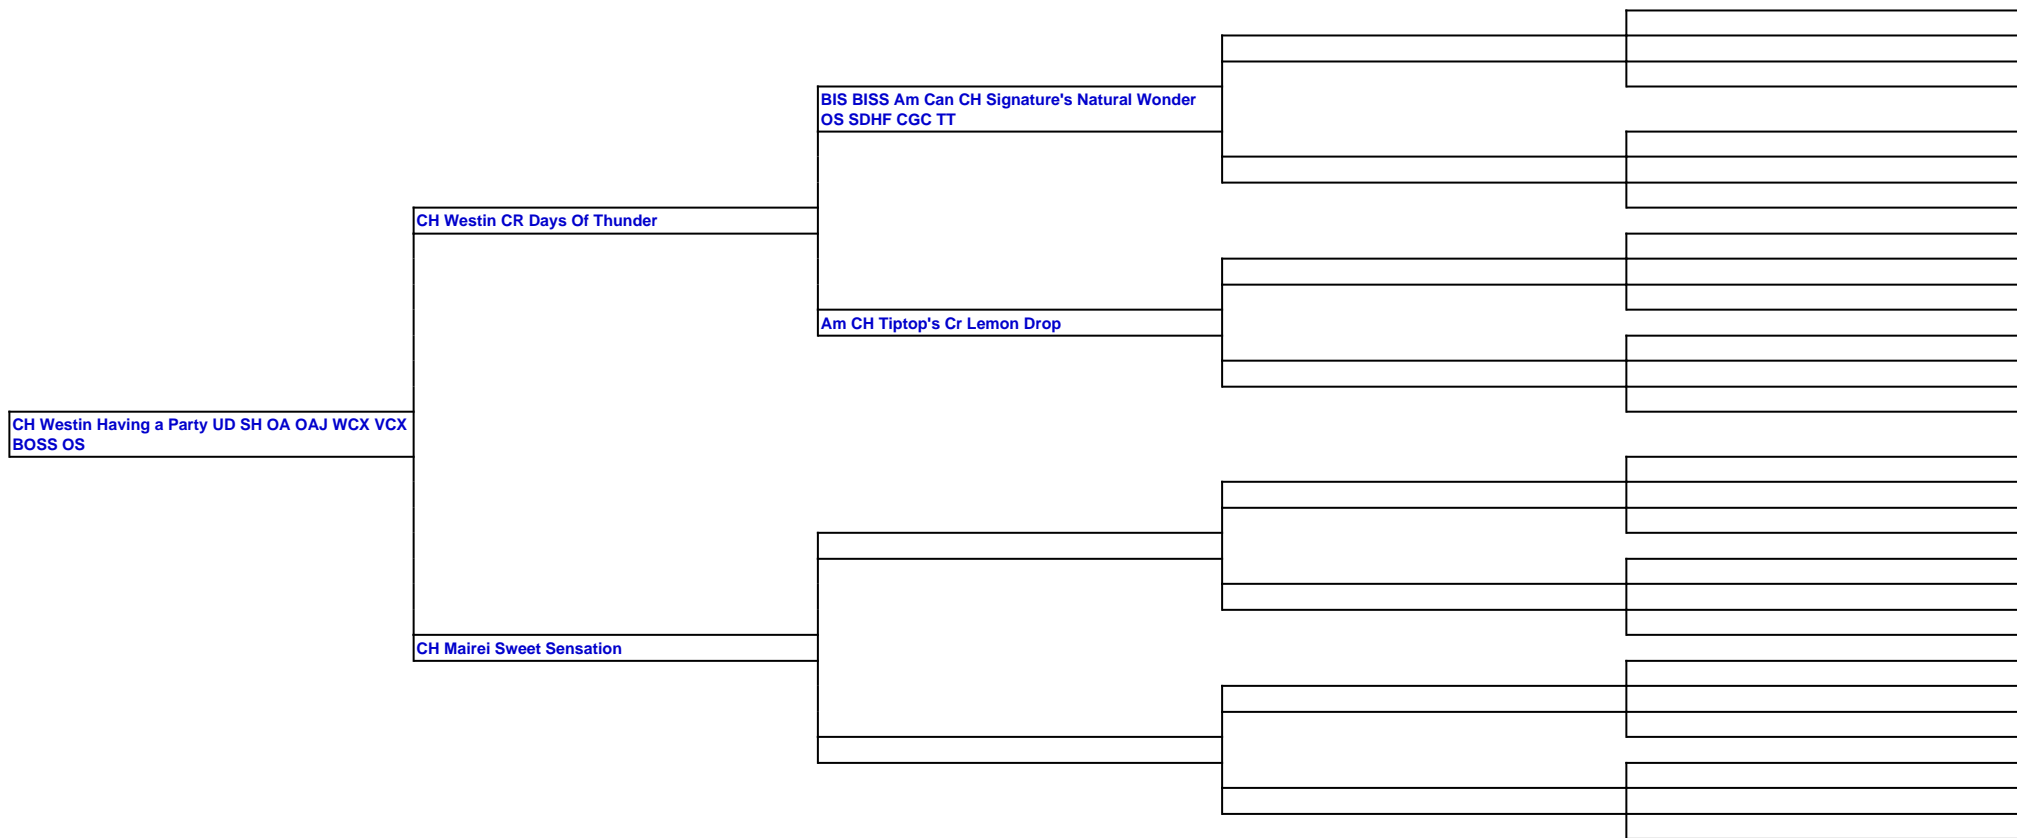 BIS BISS Am Can CH Signature's Natural Wonder
OS SDHF CGC TT
CH Westin CR Days Of Thunder
Am CH Tiptop's Cr Lemon Drop
CH Westin Having a Party UD SH OA OAJ WCX VCX
BOSS OS
CH Mairei Sweet Sensation